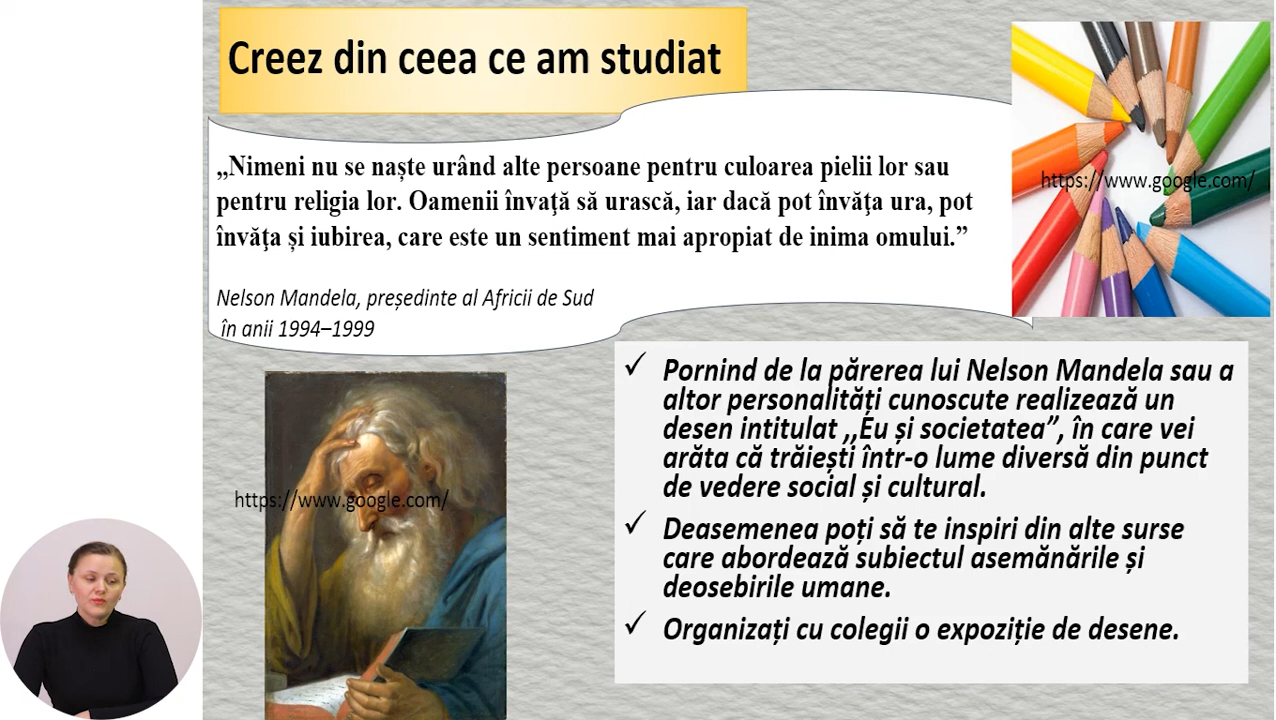 Creez din ceea ce am studiat
„Nimeni nu se naște urând alte persoane pentru culoarea pielii lor sau
pentru religia lor. Oamenii învaţă să urască, iar dacă pot învăţa ura, pot
învăţa și iubirea, care este un sentiment mai apropiat de inima omului.”
https://www.google.com/
Nelson Mandela, președinte al Africii de Sud
în anii 1994–1999
✓ Pornind de la părerea lui Nelson Mandela sau a
altor personalități cunoscute realizează un
desen intitulat ,,Eu și societatea”, în care vei
arăta că trăiești într-o lume diversă din punct
de vedere social și cultural.
✓ Deasemenea poți să te inspiri din alte surse
care abordează subiectul asemănările și
deosebirile umane.
✓ Organizați cu colegii o expoziție de desene.
https://www.google.com/